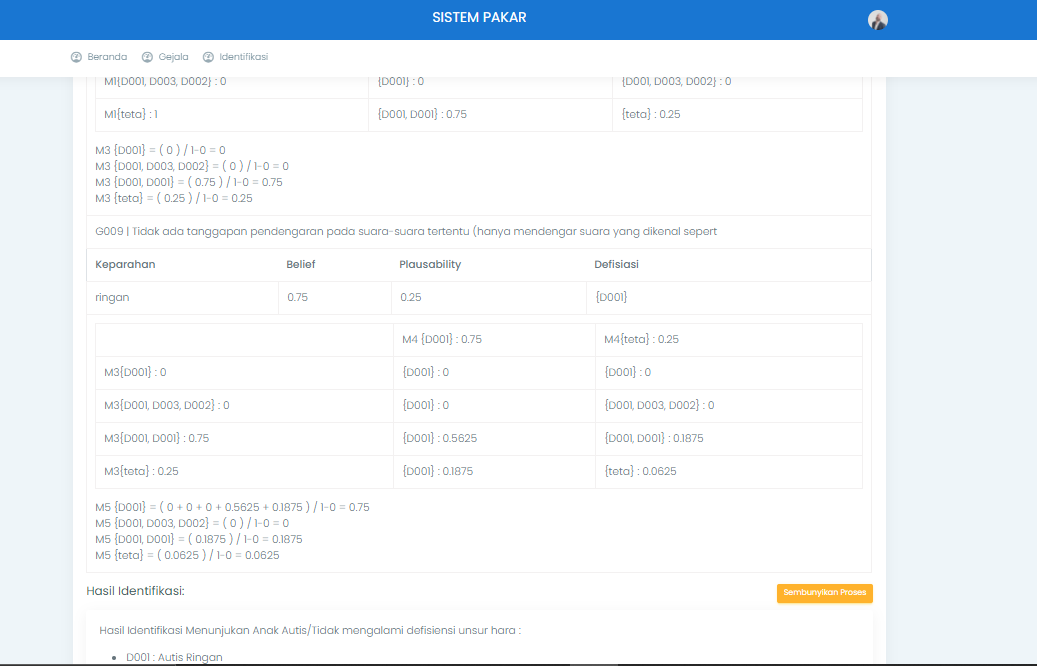 SISTEM PAKAR
Beranda Gejala Identifikasi
M1{D001, D003, D002} : 0 {D001} : 0 {D001, D003, D002} : 0
M1{teta} : 1 {D001, D001} : 0.75 {teta} : 0.25
M3 {D001} = ( 0 ) / 1-0 = 0
M3 {D001, D003, D002} = ( 0 ) / 1-0 = 0
M3 {D001, D001} = ( 0.75 ) / 1-0 = 0.75
M3 {teta} = ( 0.25 ) / 1-0 = 0.25
G009 | Tidak ada tanggapan pendengaran pada suara-suara tertentu (hanya mendengar suara yang dikenal sepert
Keparahan Belief Plausability Defisiasi
ringan 0.75 0.25 {D001}
M4 {D001} : 0.75 M4{teta} : 0.25
M3{D001} : 0 {D001} : 0 {D001} : 0
M3{D001, D003, D002} : 0 {D001} : 0 {D001, D003, D002} : 0
M3{D001, D001} : 0.75 {D001} : 0.5625 {D001, D001} : 0.1875
M3{teta} : 0.25 {D001} : 0.1875 {teta} : 0.0625
M5 {D001} = ( 0 + 0 + 0 + 0.5625 + 0.1875 ) / 1-0 = 0.75
M5 {D001, D003, D002} = ( 0 ) / 1-0 = 0
M5 {D001, D001} = ( 0.1875 ) / 1-0 = 0.1875
M5 {teta} = ( 0.0625 ) / 1-0 = 0.0625
Hasil Identifikasi: Sembunyikan Proses
Hasil Identifikasi Menunjukan Anak Autis/Tidak mengalami defisiensi unsur hara :
• D001 : Autis Ringan